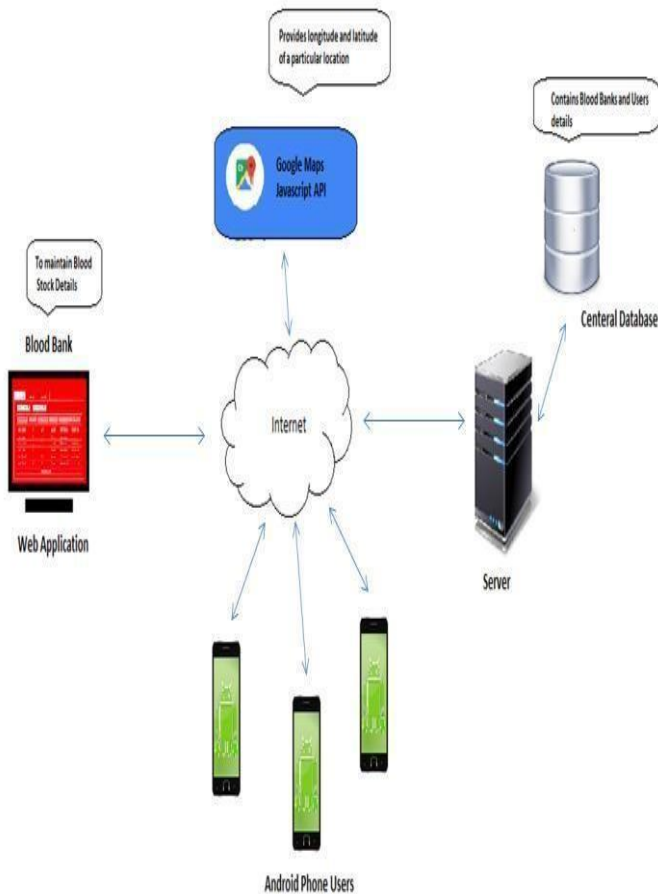 Provides longitude and latitude
of a particular location
Google Maps
Javascript API
Contains Blood Banks and Users
details
Centeral Database
To maintain Blood
Stock Details
Blood Bank
Web Application
Internet
Server
Android Phone Users